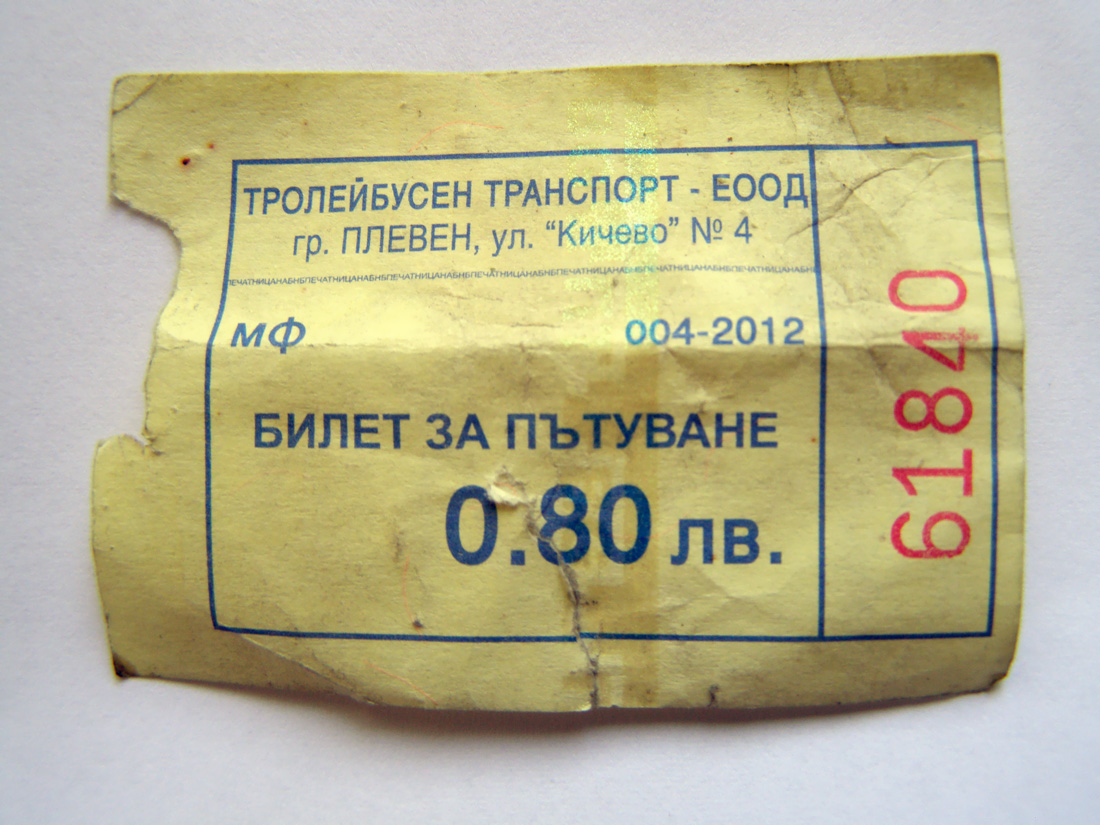 ТРОЛЕЙБУСЕН ТРАНСПОРТ - ЕООД
гр. ПЛЕВЕН, ул. "Кичево" № 4
ПЕЧАТНИЦАНАБНБПЕЧАТНИЦАНАБНБПЕЧАТНИЦАНАБНБПЕЧАТНИЦАНАБНБПЕЧАТНИЦАНАБНБПЕЧАТНИЦАНАБНБПЕЧАТНИЦАНАБНБ
МФ 004-2012
БИЛЕТ ЗА ПЪТУВАНЕ
0.80 лв.
61840